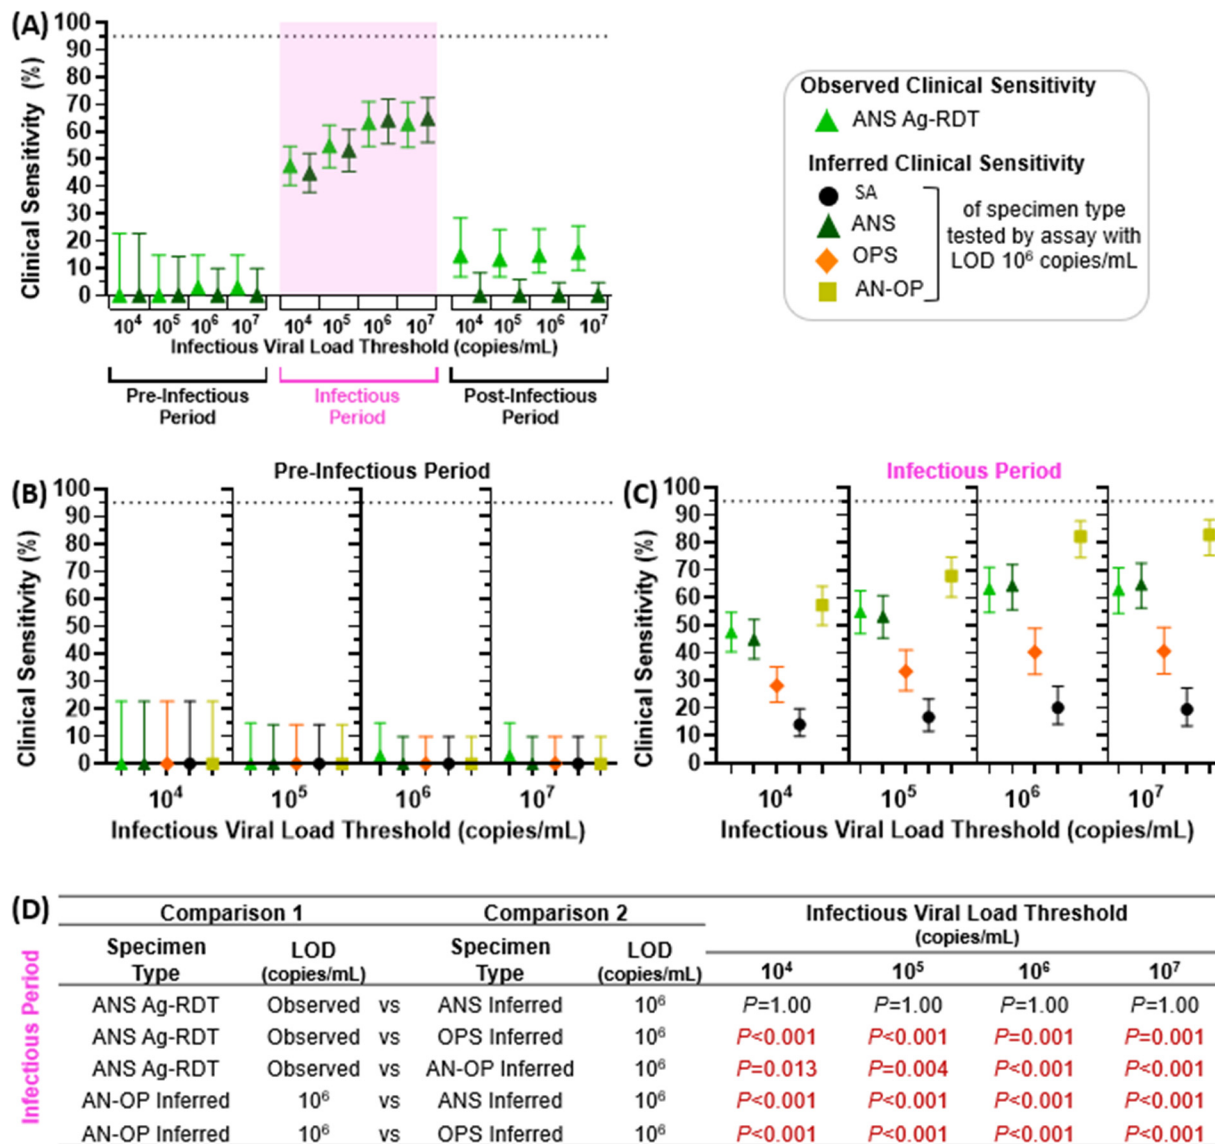 (A)
Clinical Sensitivity (%)
100
90
80
70
60
50
40
30
20
10
0
10⁴ 10⁵ 10⁶ 10⁷ 10⁴ 10⁵ 10⁶ 10⁷ 10⁴ 10⁵ 10⁶ 10⁷
Infectious Viral Load Threshold (copies/mL)
Pre-Infectious Period
Infectious Period
Post-Infectious Period
Observed Clinical Sensitivity
ANS Ag-RDT
Inferred Clinical Sensitivity
SA
ANS
OPS
AN-OP
of specimen type
tested by assay with
LOD 10⁶ copies/mL
(B)
Pre-Infectious Period
Clinical Sensitivity (%)
100
90
80
70
60
50
40
30
20
10
0
10⁴ 10⁵ 10⁶ 10⁷
Infectious Viral Load Threshold (copies/mL)
(C)
Infectious Period
Clinical Sensitivity (%)
100
90
80
70
60
50
40
30
20
10
0
10⁴ 10⁵ 10⁶ 10⁷
Infectious Viral Load Threshold (copies/mL)
(D)
Infectious Period
Comparison 1 Comparison 2 Infectious Viral Load Threshold
(copies/mL)
Specimen Type LOD (copies/mL) Specimen Type LOD (copies/mL) 10⁴ 10⁵ 10⁶ 10⁷
ANS Ag-RDT Observed vs ANS Inferred 10⁶ P=1.00 P=1.00 P=1.00 P=1.00
ANS Ag-RDT Observed vs OPS Inferred 10⁶ P<0.001 P<0.001 P=0.001 P=0.001
ANS Ag-RDT Observed vs AN-OP Inferred 10⁶ P=0.013 P=0.004 P<0.001 P<0.001
AN-OP Inferred 10⁶ vs ANS Inferred 10⁶ P<0.001 P<0.001 P<0.001 P<0.001
AN-OP Inferred 10⁶ vs OPS Inferred 10⁶ P<0.001 P<0.001 P<0.001 P<0.001